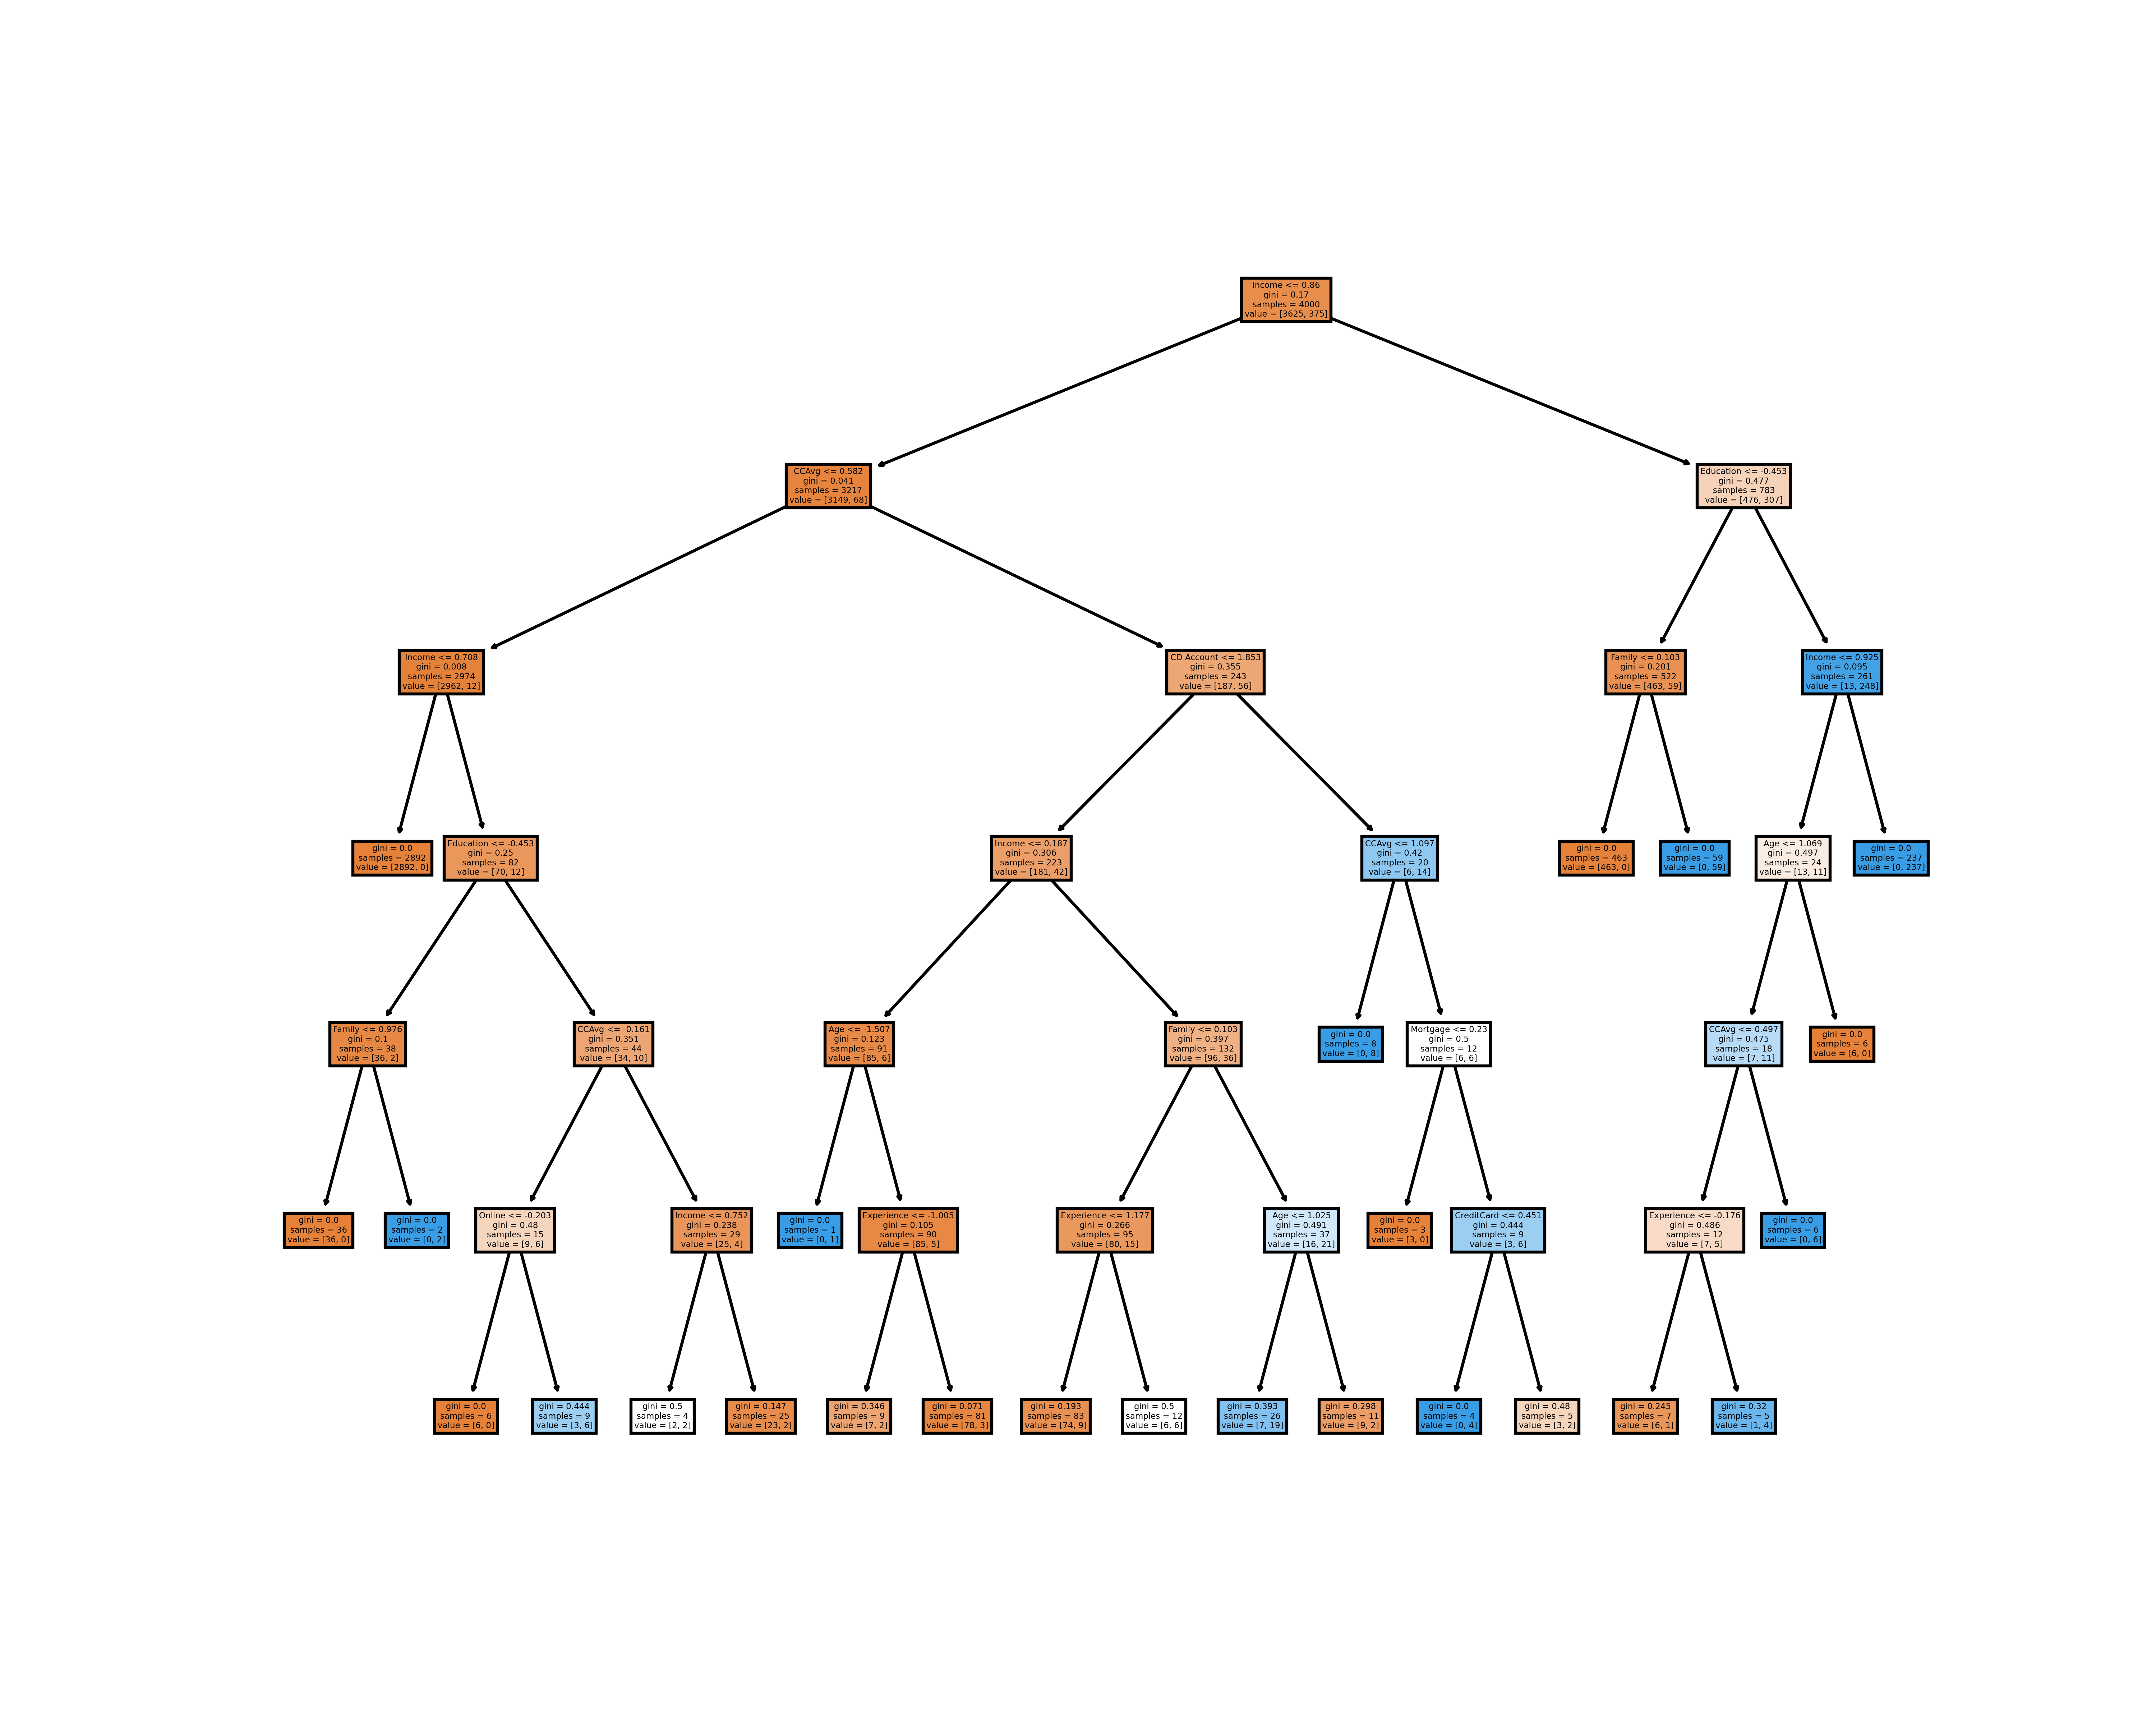 Income <= 0.86
gini = 0.17
samples = 4000
value = [3625, 375]
CCAvg <= 0.582
gini = 0.041
samples = 3217
value = [3149, 68]
Education <= -0.453
gini = 0.477
samples = 783
value = [476, 307]
Income <= 0.708
gini = 0.008
samples = 2974
value = [2962, 12]
CD Account <= 1.853
gini = 0.355
samples = 243
value = [187, 56]
Family <= 0.103
gini = 0.201
samples = 522
value = [463, 59]
Income <= 0.925
gini = 0.095
samples = 261
value = [13, 248]
gini = 0.0
samples = 2892
value = [2892, 0]
Education <= -0.453
gini = 0.25
samples = 82
value = [70, 12]
Income <= 0.187
gini = 0.306
samples = 223
value = [181, 42]
CCAvg <= 1.097
gini = 0.42
samples = 20
value = [6, 14]
gini = 0.0
samples = 463
value = [463, 0]
gini = 0.0
samples = 59
value = [0, 59]
Age <= 1.069
gini = 0.497
samples = 24
value = [13, 11]
gini = 0.0
samples = 237
value = [0, 237]
Family <= 0.976
gini = 0.1
samples = 38
value = [36, 2]
CCAvg <= -0.161
gini = 0.351
samples = 44
value = [34, 10]
Age <= -1.507
gini = 0.123
samples = 91
value = [85, 6]
Family <= 0.103
gini = 0.397
samples = 132
value = [96, 36]
gini = 0.0
samples = 8
value = [0, 8]
Mortgage <= 0.23
gini = 0.5
samples = 12
value = [6, 6]
CCAvg <= 0.497
gini = 0.475
samples = 18
value = [7, 11]
gini = 0.0
samples = 6
value = [6, 0]
gini = 0.0
samples = 36
value = [36, 0]
gini = 0.0
samples = 2
value = [0, 2]
Online <= -0.203
gini = 0.48
samples = 15
value = [9, 6]
Income <= 0.752
gini = 0.238
samples = 29
value = [25, 4]
gini = 0.0
samples = 1
value = [0, 1]
Experience <= -1.005
gini = 0.105
samples = 90
value = [85, 5]
Experience <= 1.177
gini = 0.266
samples = 95
value = [80, 15]
Age <= 1.025
gini = 0.491
samples = 37
value = [16, 21]
gini = 0.0
samples = 3
value = [3, 0]
CreditCard <= 0.451
gini = 0.444
samples = 9
value = [3, 6]
Experience <= -0.176
gini = 0.486
samples = 12
value = [7, 5]
gini = 0.0
samples = 6
value = [0, 6]
gini = 0.0
samples = 6
value = [6, 0]
gini = 0.444
samples = 9
value = [3, 6]
gini = 0.5
samples = 4
value = [2, 2]
gini = 0.147
samples = 25
value = [23, 2]
gini = 0.346
samples = 9
value = [7, 2]
gini = 0.071
samples = 81
value = [78, 3]
gini = 0.193
samples = 83
value = [74, 9]
gini = 0.5
samples = 12
value = [6, 6]
gini = 0.393
samples = 26
value = [7, 19]
gini = 0.298
samples = 11
value = [9, 2]
gini = 0.0
samples = 4
value = [0, 4]
gini = 0.48
samples = 5
value = [3, 2]
gini = 0.245
samples = 7
value = [6, 1]
gini = 0.32
samples = 5
value = [1, 4]